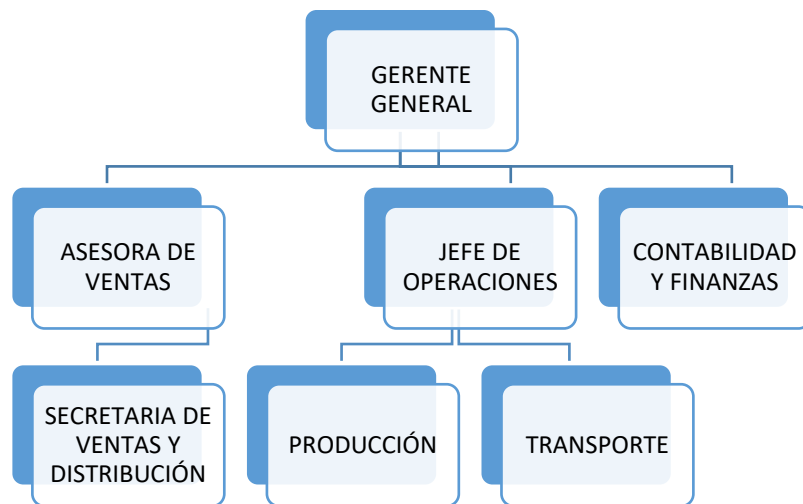 GERENTE
GENERAL
ASESORA DE
VENTAS
JEFE DE
OPERACIONES
CONTABILIDAD
Y FINANZAS
SECRETARIA DE
VENTAS Y
DISTRIBUCIÓN
PRODUCCIÓN
TRANSPORTE